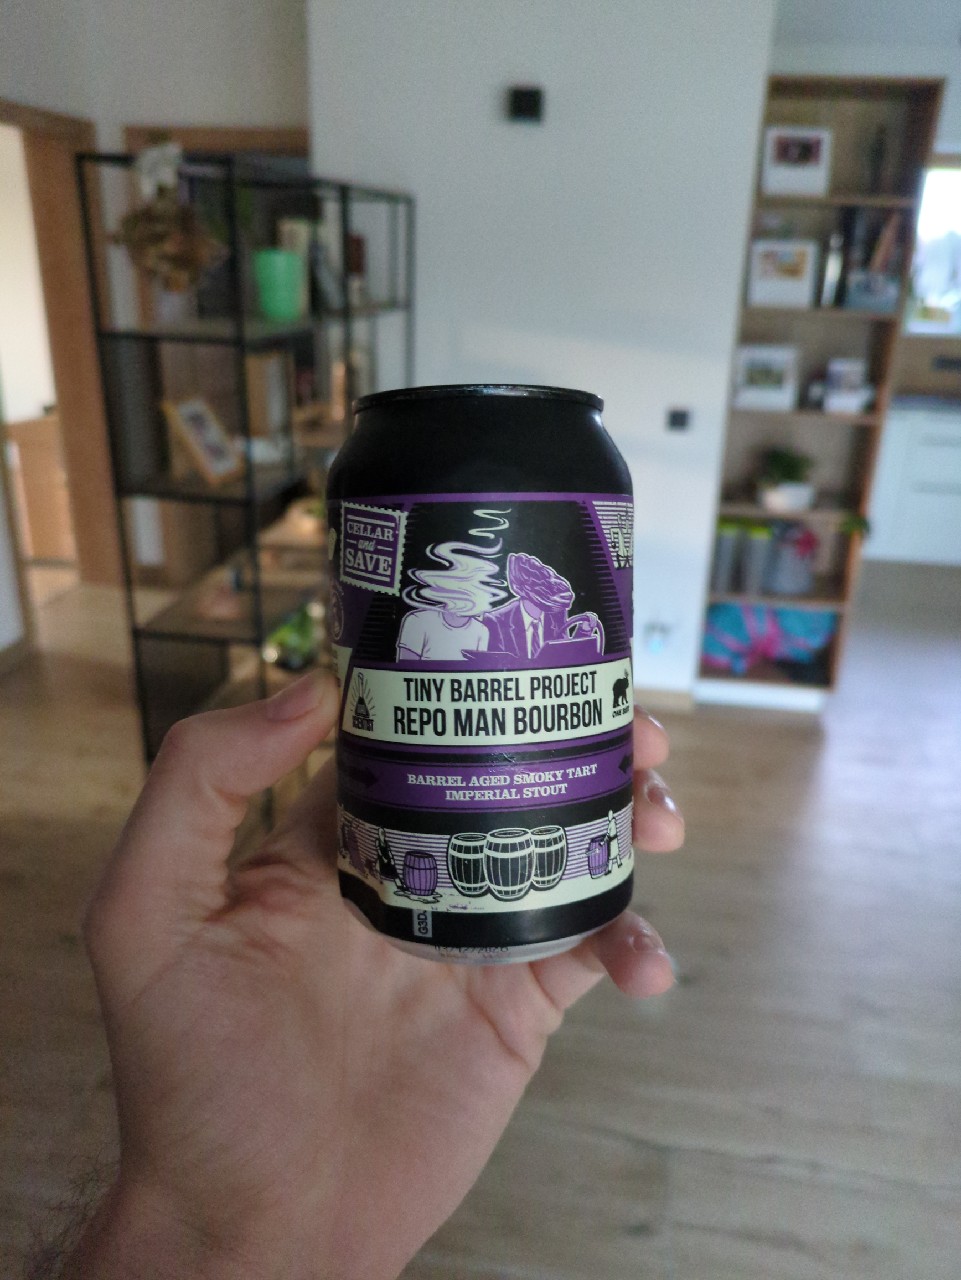 CELLAR
and
SAVE
TINY BARREL PROJECT
REPO MAN BOURBON
BARREL AGED SMOKY TART
IMPERIAL STOUT